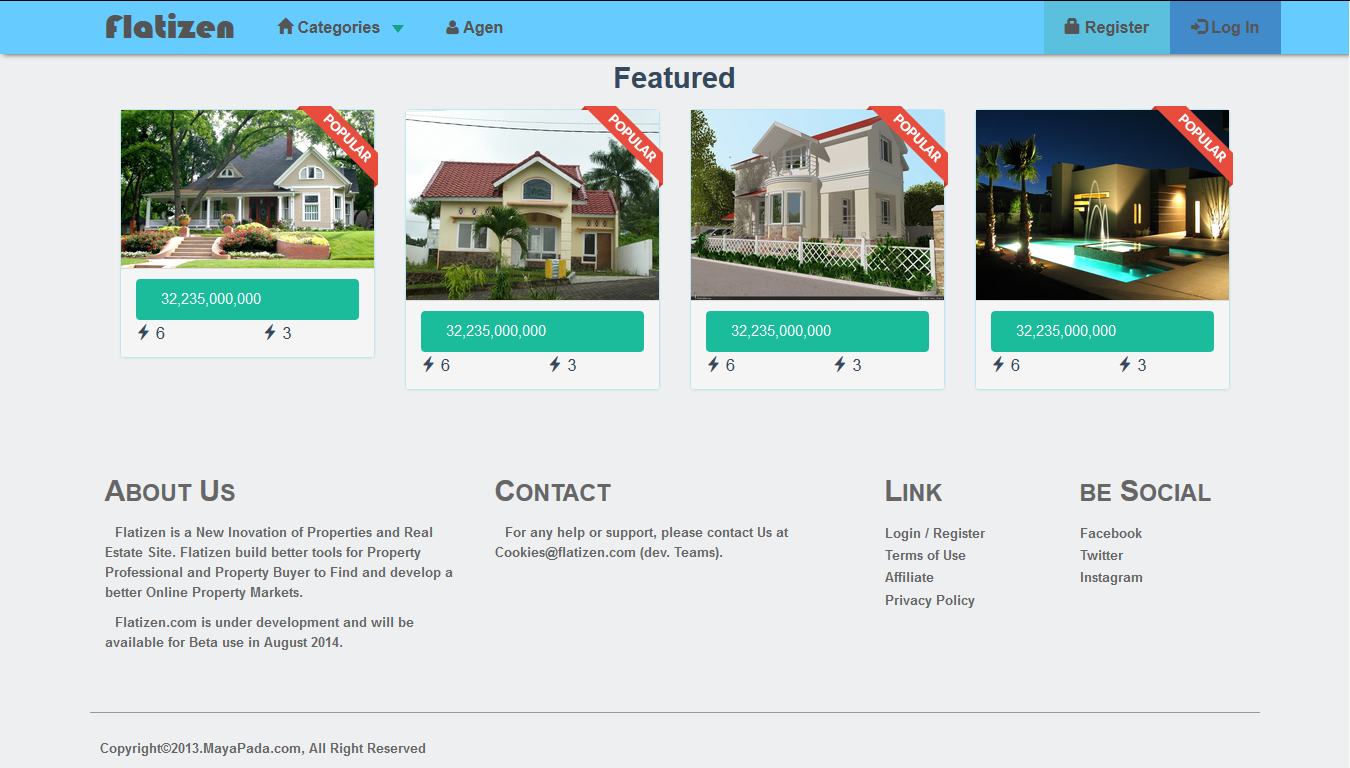 Flatizen Categories Agen Register Log In
Featured
POPULAR POPULAR POPULAR POPULAR
32,235,000,000
6 3
32,235,000,000 32,235,000,000 32,235,000,000
6 3 6 3 6 3
About Us
Flatizen is a New Inovation of Properties and Real
Estate Site. Flatizen build better tools for Property
Professional and Property Buyer to Find and develop a
better Online Property Markets.
Flatizen.com is under development and will be
available for Beta use in August 2014.
Contact
For any help or support, please contact Us at
Cookies@flatizen.com (dev. Teams).
Link
Login / Register
Terms of Use
Affiliate
Privacy Policy
be Social
Facebook
Twitter
Instagram
Copyright©2013.MayaPada.com, All Right Reserved